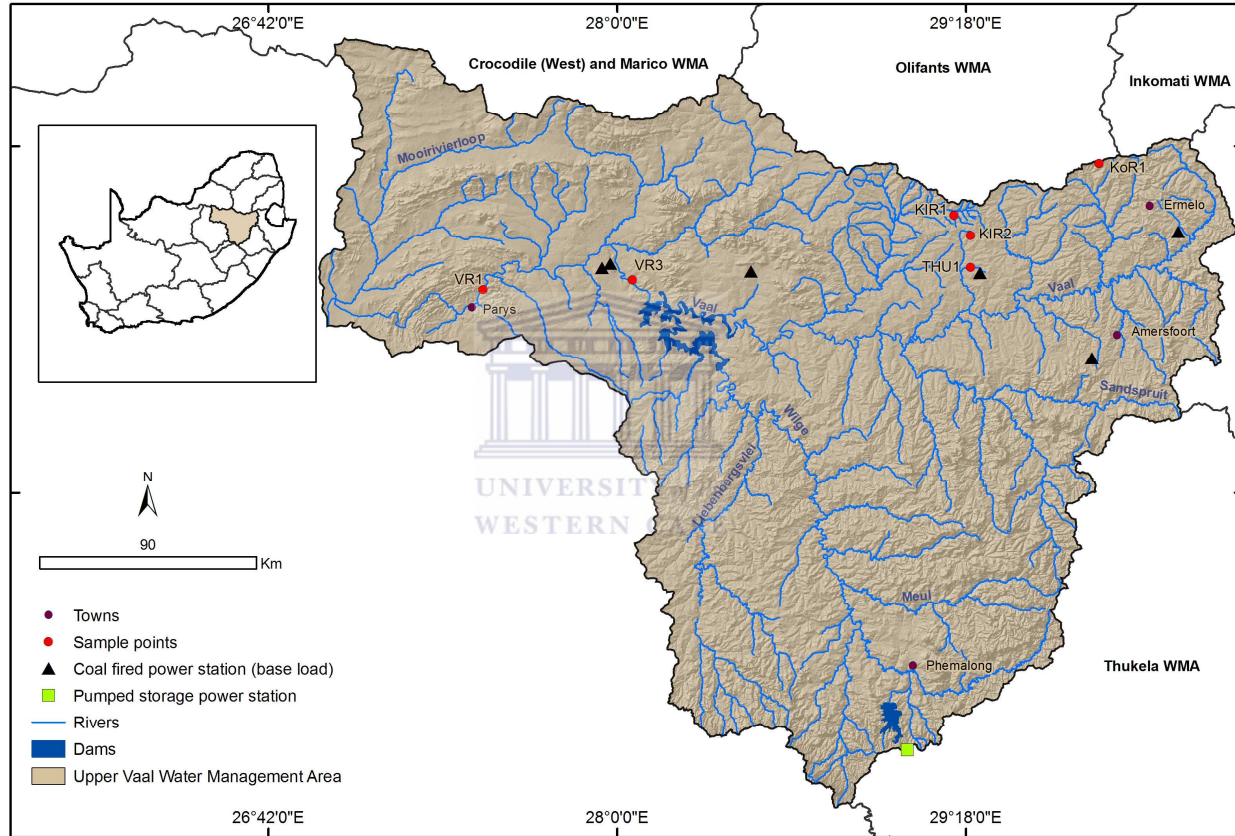 26°42'0"E
28°0'0"E
29°18'0"E
Crocodile (West) and Marico WMA
Olifants WMA
Inkomati WMA
Mooirivierloop
KoR1
Ermelo
KIR1
KIR2
THU1
VR3
VR1
Parys
Vaal
Vaal
Amersfoort
Sandspruit
Wilge
Liebenbergsvlei
UNIVERSITY of the
WESTERN CAPE
N
90
Km
Meul
Phemalong
Thukela WMA
Towns
Sample points
Coal fired power station (base load)
Pumped storage power station
Rivers
Dams
Upper Vaal Water Management Area
26°42'0"E
28°0'0"E
29°18'0"E